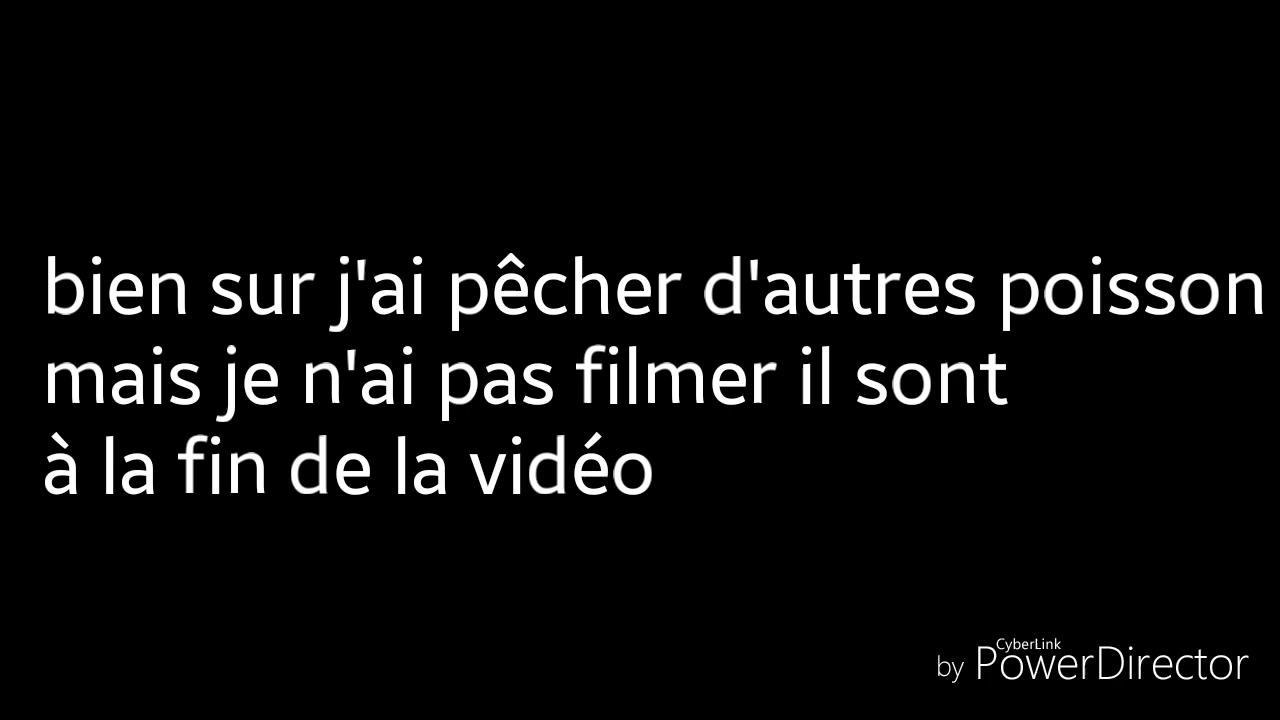 bien sur j'ai pêcher d'autres poisson
mais je n'ai pas filmer il sont
à la fin de la vidéo
by CyberLink PowerDirector